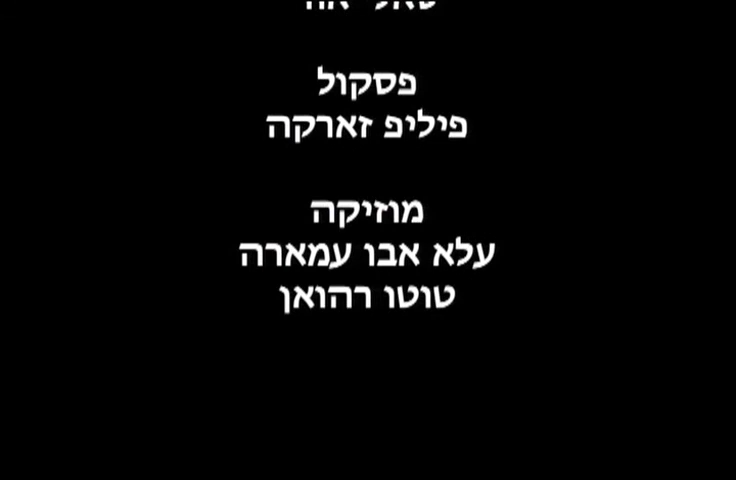 פסקול
פיליפ זארקה
מוזיקה
עלא אבו עמארה
טוטו רהואן